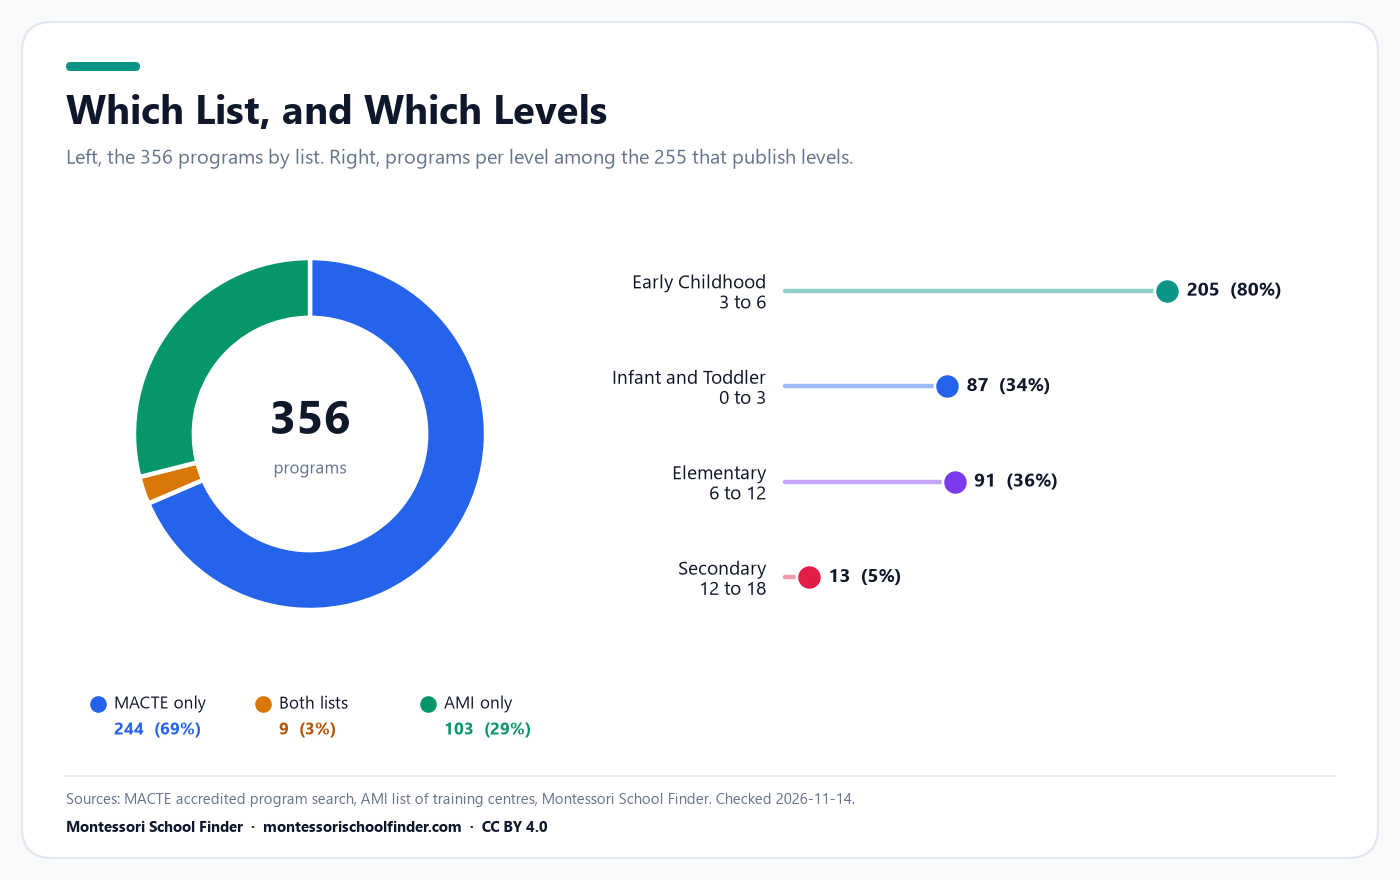 Which List, and Which Levels
Left, the 356 programs by list. Right, programs per level among the 255 that publish levels.
356
programs
MACTE only
244 (69%)
Both lists
9 (3%)
AMI only
103 (29%)
Early Childhood
3 to 6
205 (80%)
Infant and Toddler
0 to 3
87 (34%)
Elementary
6 to 12
91 (36%)
Secondary
12 to 18
13 (5%)
Sources: MACTE accredited program search, AMI list of training centres, Montessori School Finder. Checked 2026-11-14.
Montessori School Finder · montessorischoolfinder.com · CC BY 4.0